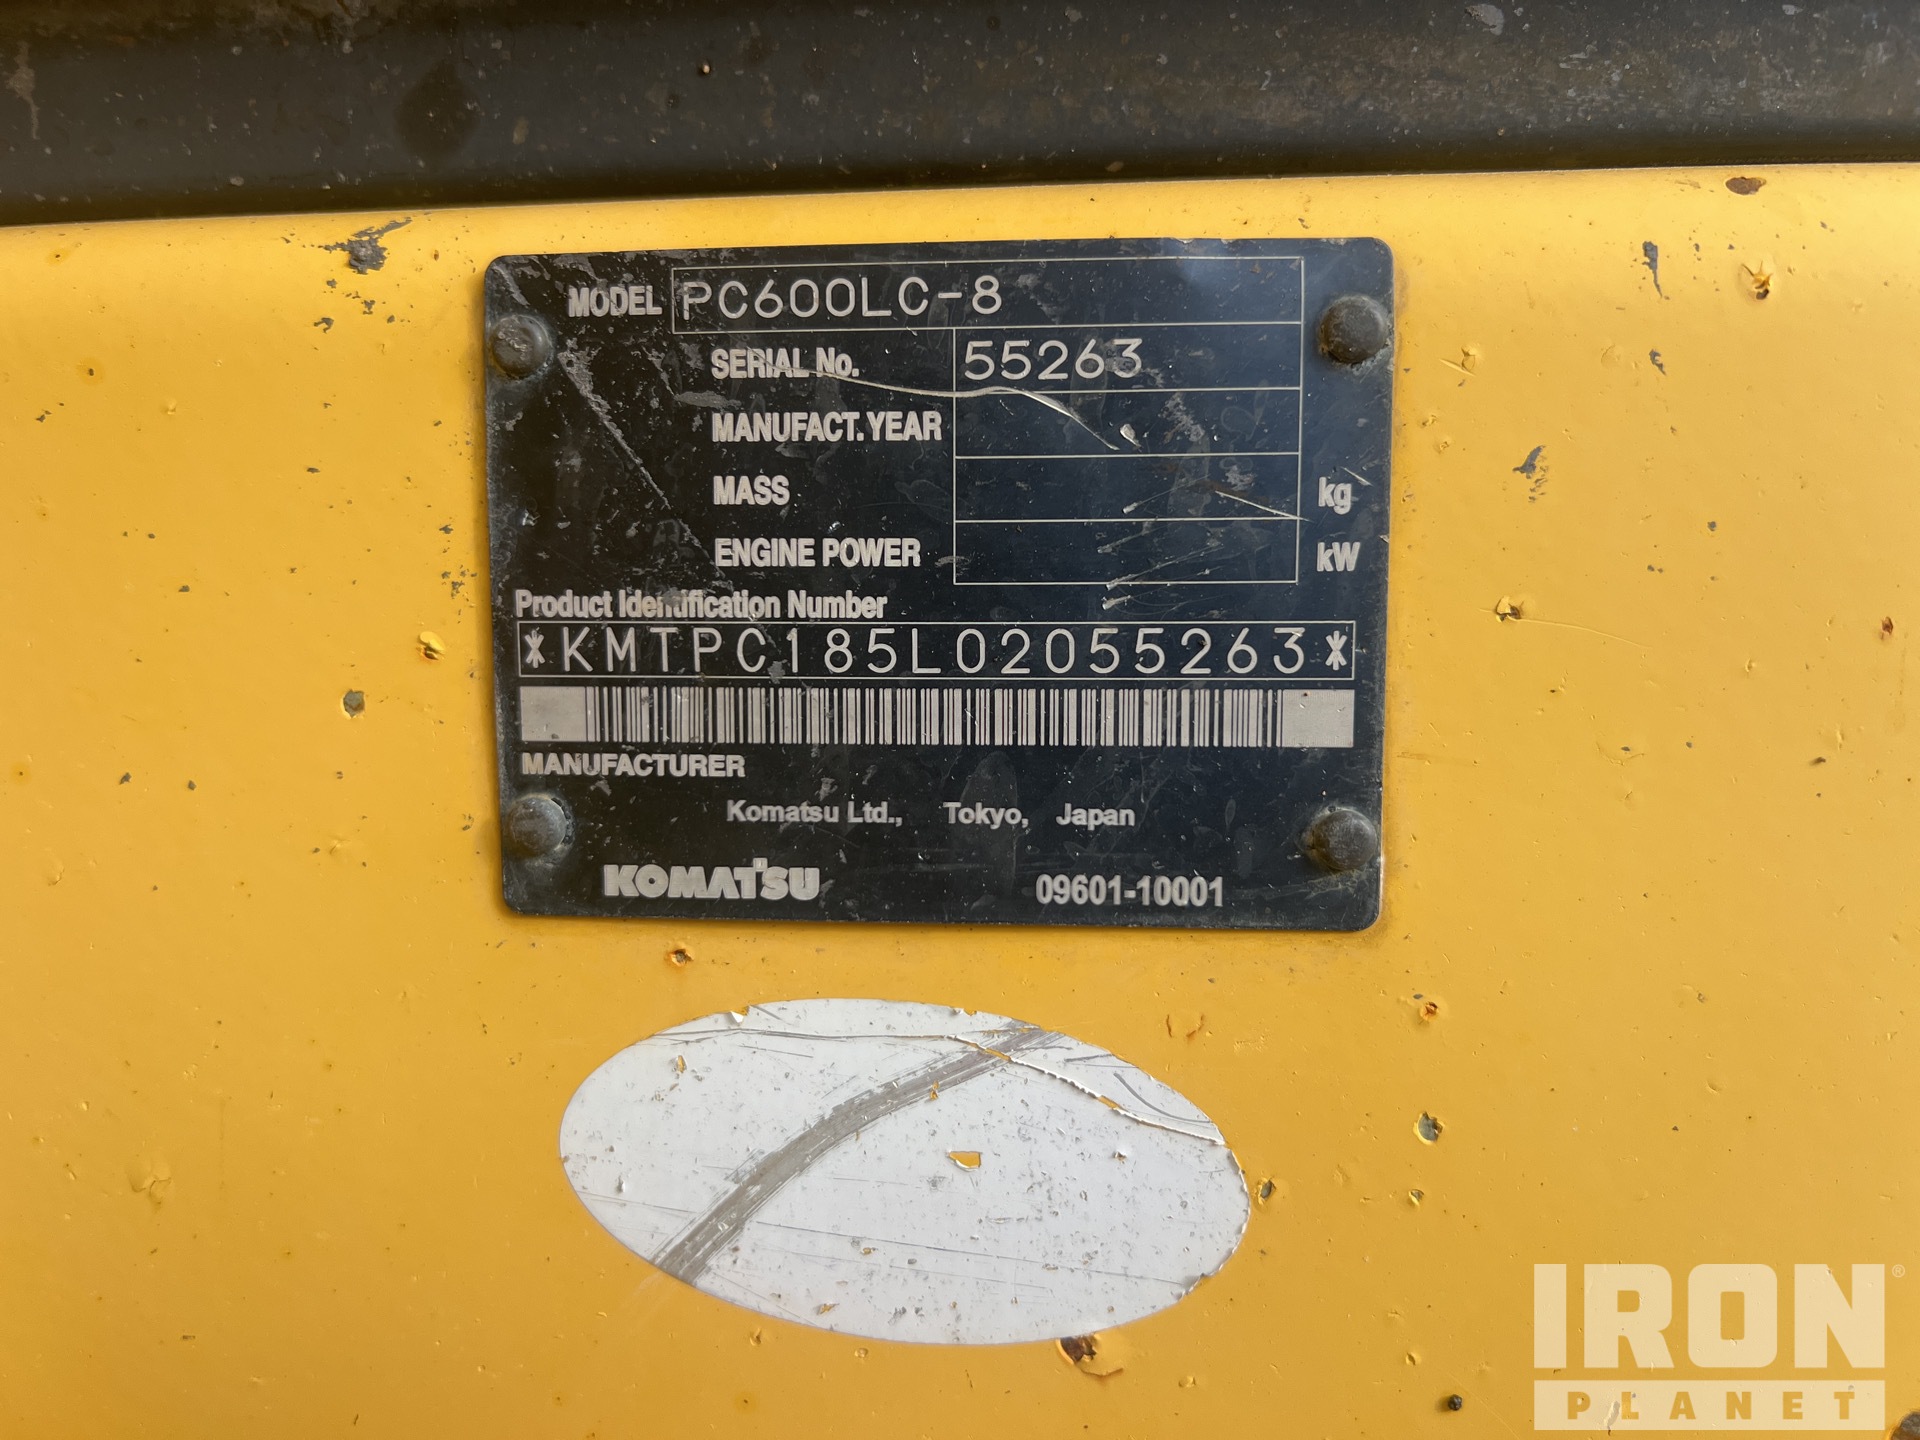 MODEL PC600LC-8
SERIAL No. 55263
MANUFACT. YEAR
MASS kg
ENGINE POWER kW
Product Identification Number
*KMTPC185L02055263*
MANUFACTURER
Komatsu Ltd., Tokyo, Japan
KOMATSU 09601-10001
IRON®
PLANET